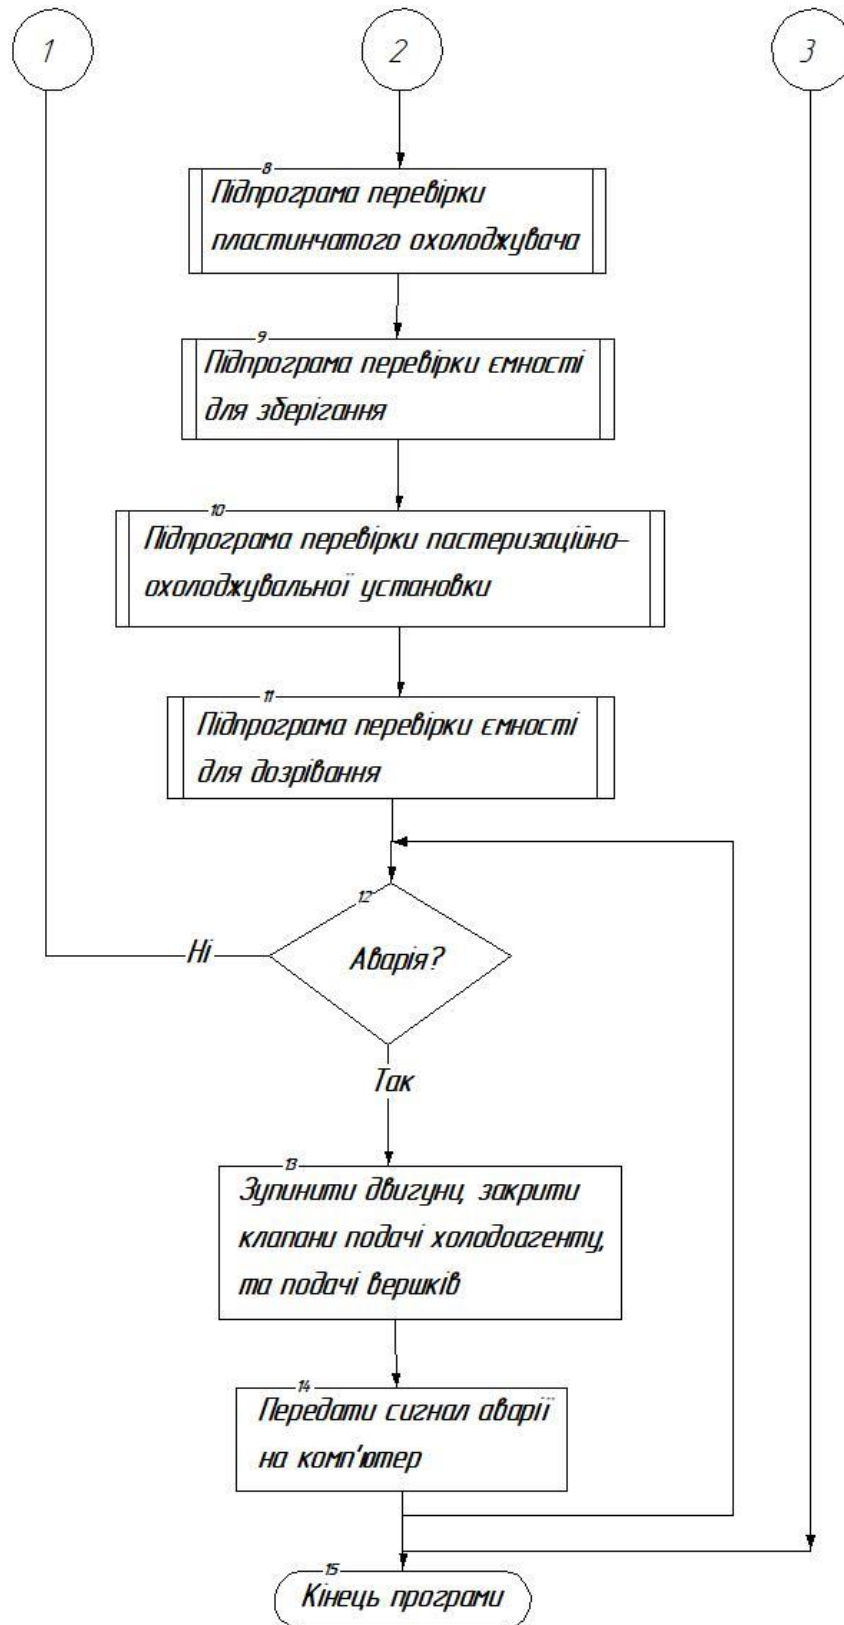 1
2
3
8
Підпрограма перевірки
пластинчатого охолоджувача
9
Підпрограма перевірки ємності
для зберігання
10
Підпрограма перевірки пастеризаційно–
охолоджувальної установки
11
Підпрограма перевірки ємності
для дозрівання
12
Аварія?
Ні
Так
13
Зупинити двигуни, закрити
клапани подачі холодоагенту,
та подачі вершків
14
Передати сигнал аварії
на комп'ютер
15
Кінець програми